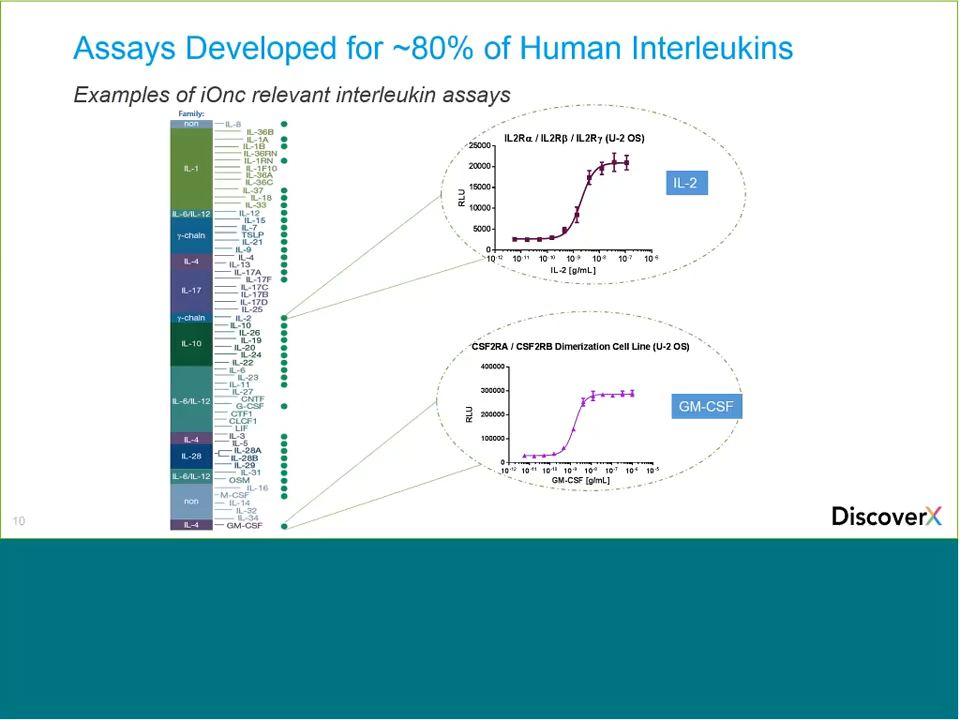 Assays Developed for ~80% of Human Interleukins
Examples of iOnc relevant interleukin assays
Family:
non
IL-8
IL-1
IL-36B
IL-1A
IL-1B
IL-36RN
IL-1RN
IL-1F10
IL-36A
IL-36C
IL-37
IL-18
IL-33
IL-6/IL-12
IL-12
γ-chain
IL-15
IL-7
TSLP
IL-21
IL-9
IL-4
IL-4
IL-13
IL-17
IL-17A
IL-17F
IL-17C
IL-17B
IL-17D
IL-25
γ-chain
IL-2
IL-10
IL-10
IL-26
IL-19
IL-20
IL-24
IL-22
IL-6/IL-12
IL-6
IL-23
IL-11
IL-27
CNTF
G-CSF
CTF1
CLCF1
LIF
IL-4
IL-3
IL-5
IL-28
IL-28A
IL-28B
IL-29
IL-6/IL-12
IL-31
OSM
non
IL-16
M-CSF
IL-14
IL-32
IL-34
IL-4
GM-CSF
IL2Rα / IL2Rβ / IL2Rγ (U-2 OS)
RLU
25000
20000
15000
10000
5000
0
10⁻¹² 10⁻¹¹ 10⁻¹⁰ 10⁻⁹ 10⁻⁸ 10⁻⁷ 10⁻⁶
IL-2 [g/mL]
IL-2
CSF2RA / CSF2RB Dimerization Cell Line (U-2 OS)
RLU
400000
300000
200000
100000
0
10⁻¹² 10⁻¹¹ 10⁻¹⁰ 10⁻⁹ 10⁻⁸ 10⁻⁷ 10⁻⁶ 10⁻⁵
GM-CSF [g/mL]
GM-CSF
10
DiscoverX